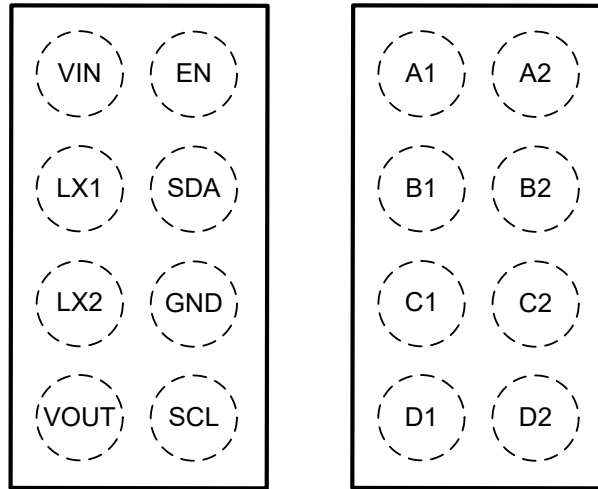 VIN EN
LX1 SDA
LX2 GND
VOUT SCL
A1 A2
B1 B2
C1 C2
D1 D2